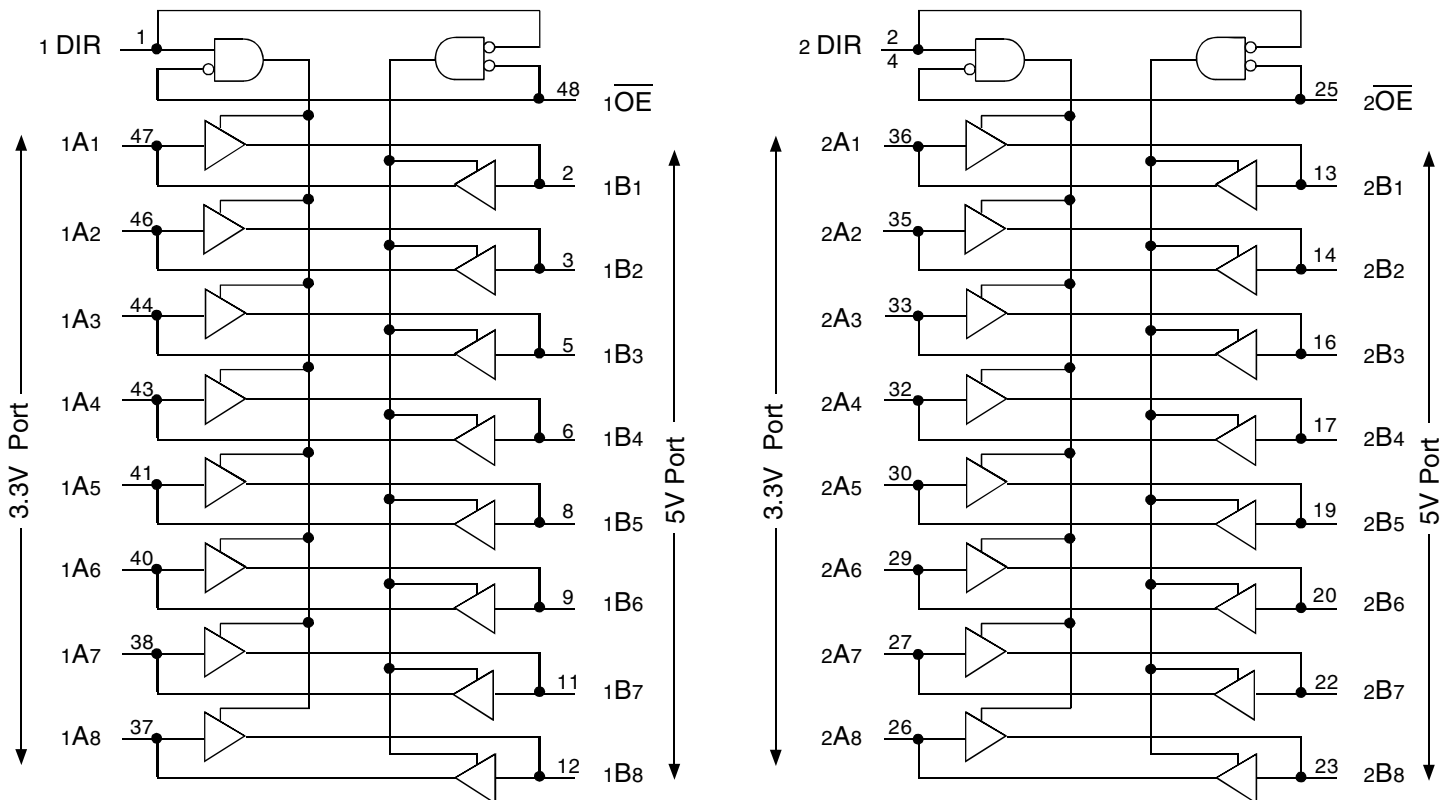 1 DIR 1
48 1OE
1A1 47
2 1B1
1A2 46
3 1B2
1A3 44
5 1B3
1A4 43
6 1B4
1A5 41
8 1B5
1A6 40
9 1B6
1A7 38
11 1B7
1A8 37
12 1B8
3.3V Port
5V Port
2 DIR 2
4
25 2OE
2A1 36
13 2B1
2A2 35
14 2B2
2A3 33
16 2B3
2A4 32
17 2B4
2A5 30
19 2B5
2A6 29
20 2B6
2A7 27
22 2B7
2A8 26
23 2B8
3.3V Port
5V Port